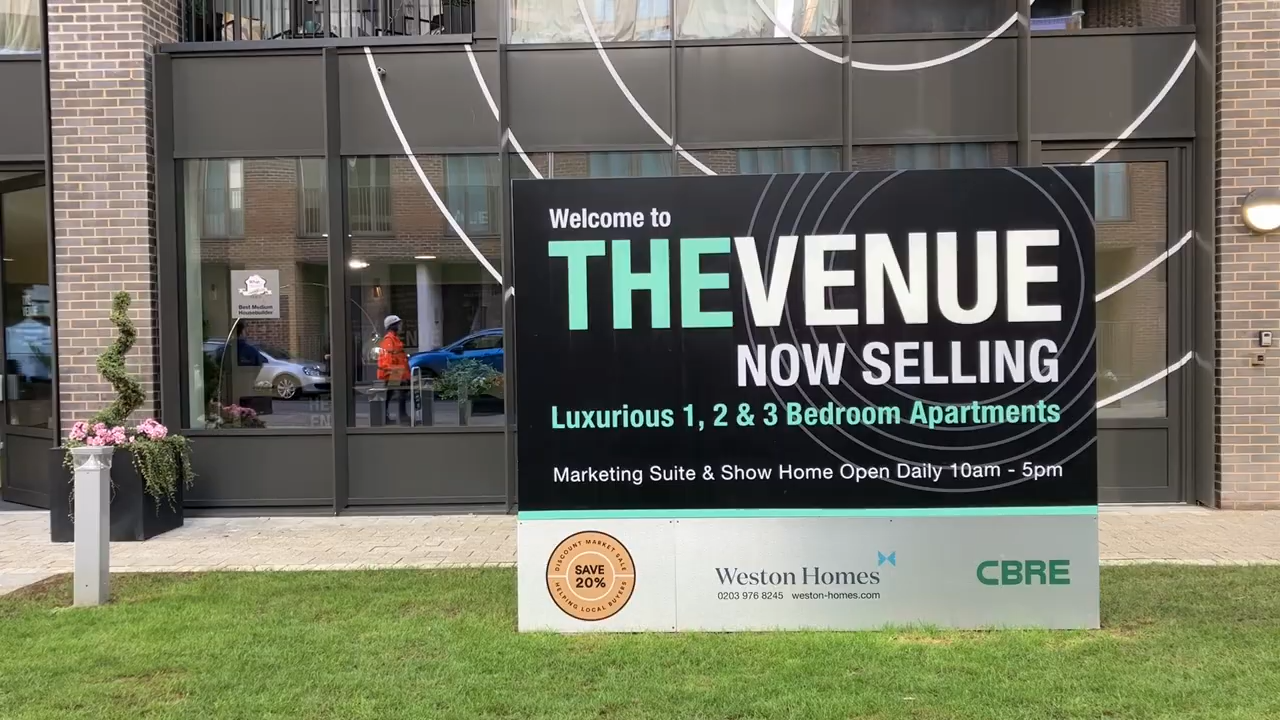 Best Medium
Housebuilder
Welcome to
THEVENUE
NOW SELLING
Luxurious 1, 2 & 3 Bedroom Apartments
Marketing Suite & Show Home Open Daily 10am - 5pm
DISCOUNT MARKET SALE
SAVE
20%
HELPING LOCAL BUYERS
Weston Homes
0203 976 8245 weston-homes.com
CBRE